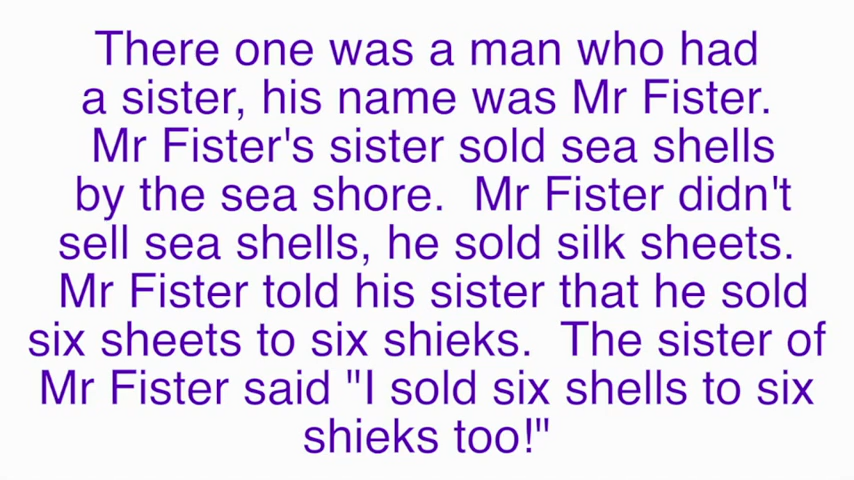 There one was a man who had
a sister, his name was Mr Fister.
Mr Fister's sister sold sea shells
by the sea shore.  Mr Fister didn't
sell sea shells, he sold silk sheets.
Mr Fister told his sister that he sold
six sheets to six shieks.  The sister of
Mr Fister said "I sold six shells to six
shieks too!"